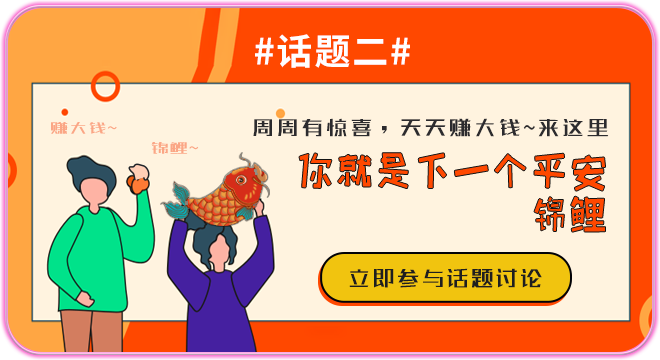 #话题二#
赚大钱~
锦鲤~
周周有惊喜，天天赚大钱~来这里
你就是下一个平安
锦鲤
立即参与话题讨论